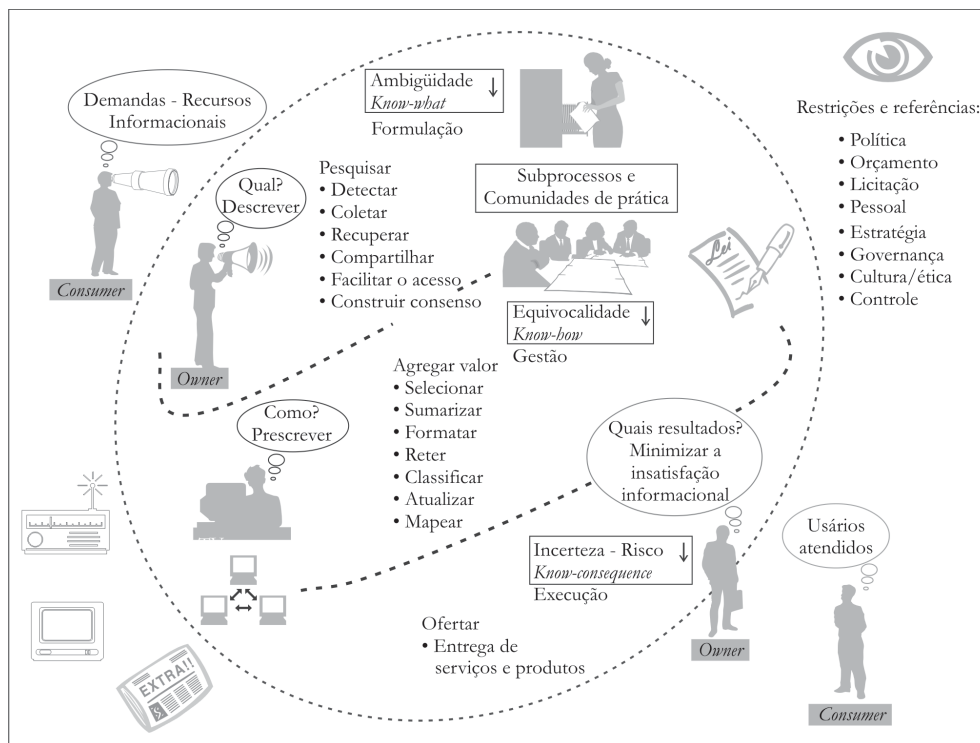 Demandas - Recursos
Informacionais
Consumer
Qual?
Descrever
Owner
Ambigüidade
Know-what
Formulação
Pesquisar
• Detectar
• Coletar
• Recuperar
• Compartilhar
• Facilitar o acesso
• Construir consenso
Subprocessos e
Comunidades de prática
Equivocalidade
Know-how
Gestão
Lei
Restrições e referências:
• Política
• Orçamento
• Licitação
• Pessoal
• Estratégia
• Governança
• Cultura/ética
• Controle
Como?
Prescrever
Agregar valor
• Selecionar
• Sumarizar
• Formatar
• Reter
• Classificar
• Atualizar
• Mapear
Quais resultados?
Minimizar a
insatisfação
informacional
Incerteza - Risco
Know-consequence
Execução
Owner
Ofertar
• Entrega de
serviços e produtos
Usários
atendidos
Consumer
EXTRA!!